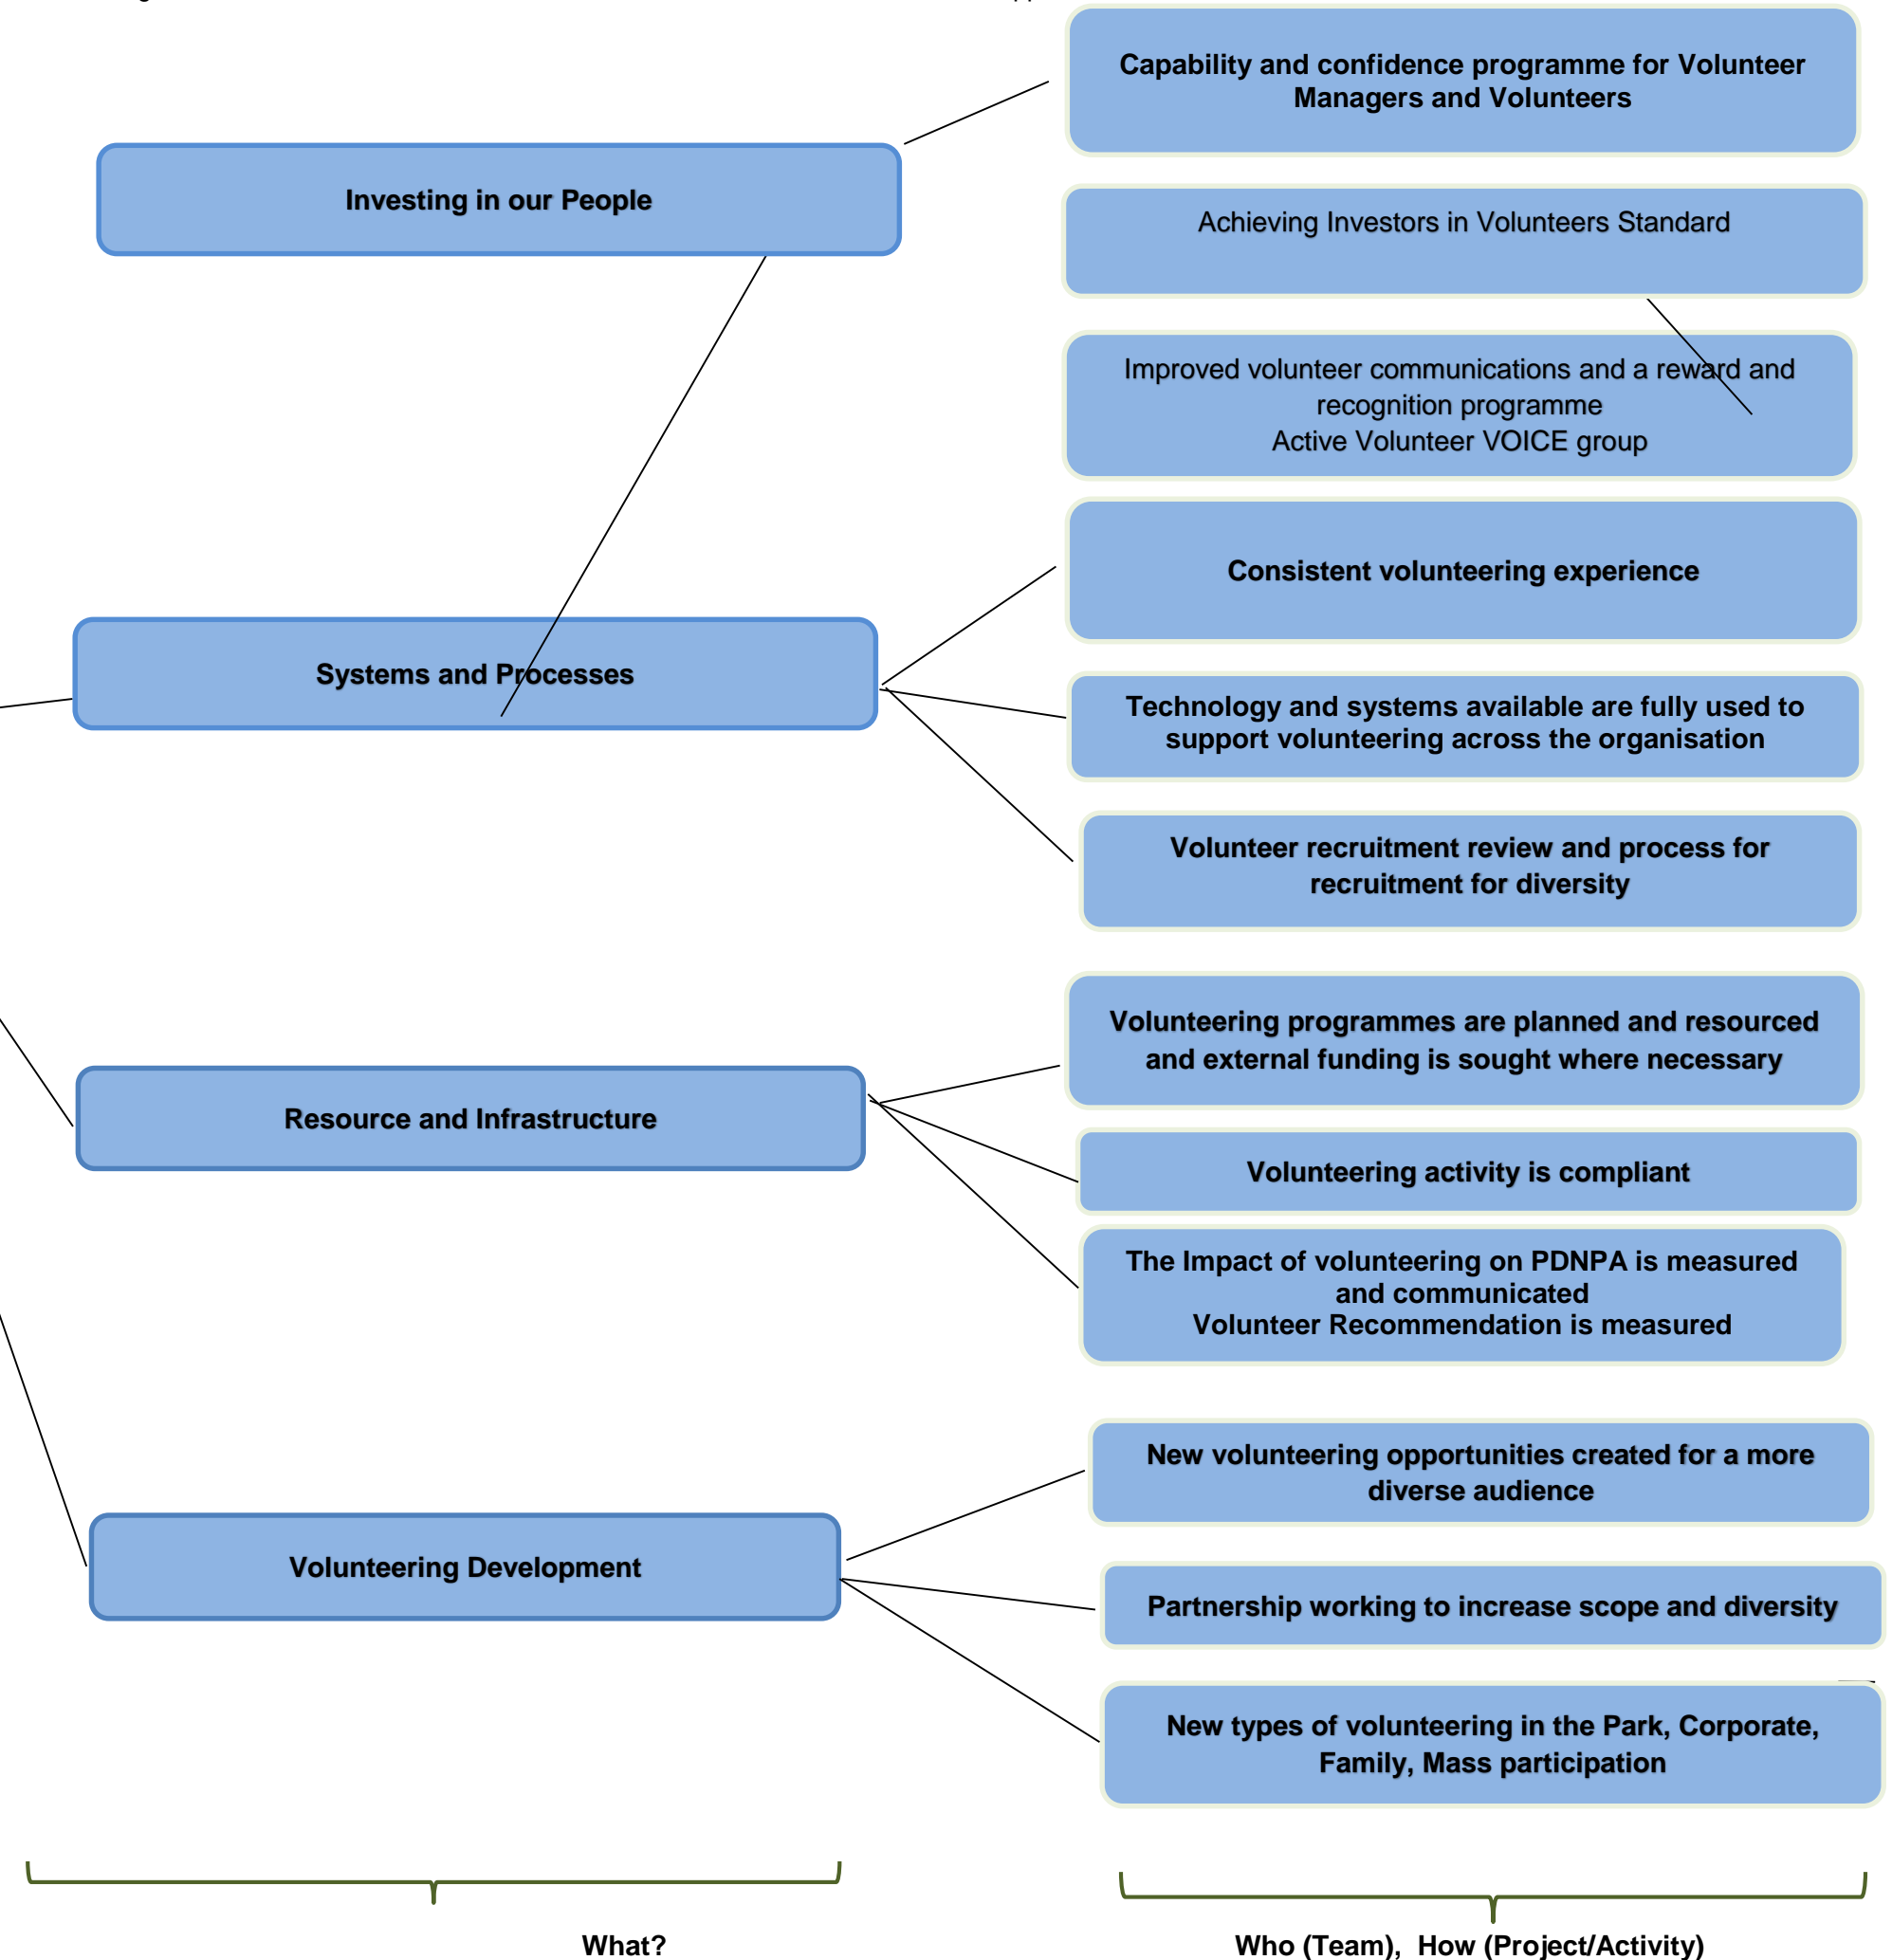 Capability and confidence programme for Volunteer
Managers and Volunteers
Investing in our People
Achieving Investors in Volunteers Standard
Improved volunteer communications and a reward and
recognition programme
Active Volunteer VOICE group
Consistent volunteering experience
Systems and Processes
Technology and systems available are fully used to
support volunteering across the organisation
Volunteer recruitment review and process for
recruitment for diversity
Volunteering programmes are planned and resourced
and external funding is sought where necessary
Resource and Infrastructure
Volunteering activity is compliant
The Impact of volunteering on PDNPA is measured
and communicated
Volunteer Recommendation is measured
New volunteering opportunities created for a more
diverse audience
Volunteering Development
Partnership working to increase scope and diversity
New types of volunteering in the Park, Corporate,
Family, Mass participation
What?
Who (Team), How (Project/Activity)